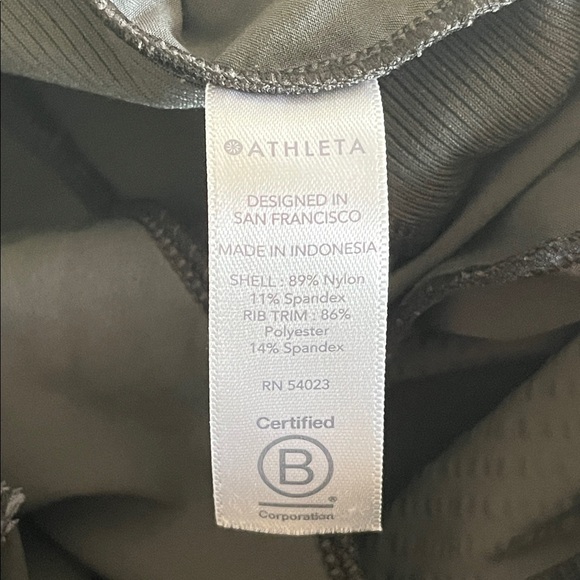 ATHLETA
DESIGNED IN
SAN FRANCISCO
MADE IN INDONESIA
SHELL : 89% Nylon
11% Spandex
RIB TRIM : 86%
Polyester
14% Spandex
RN 54023
Certified
B
®
Corporation